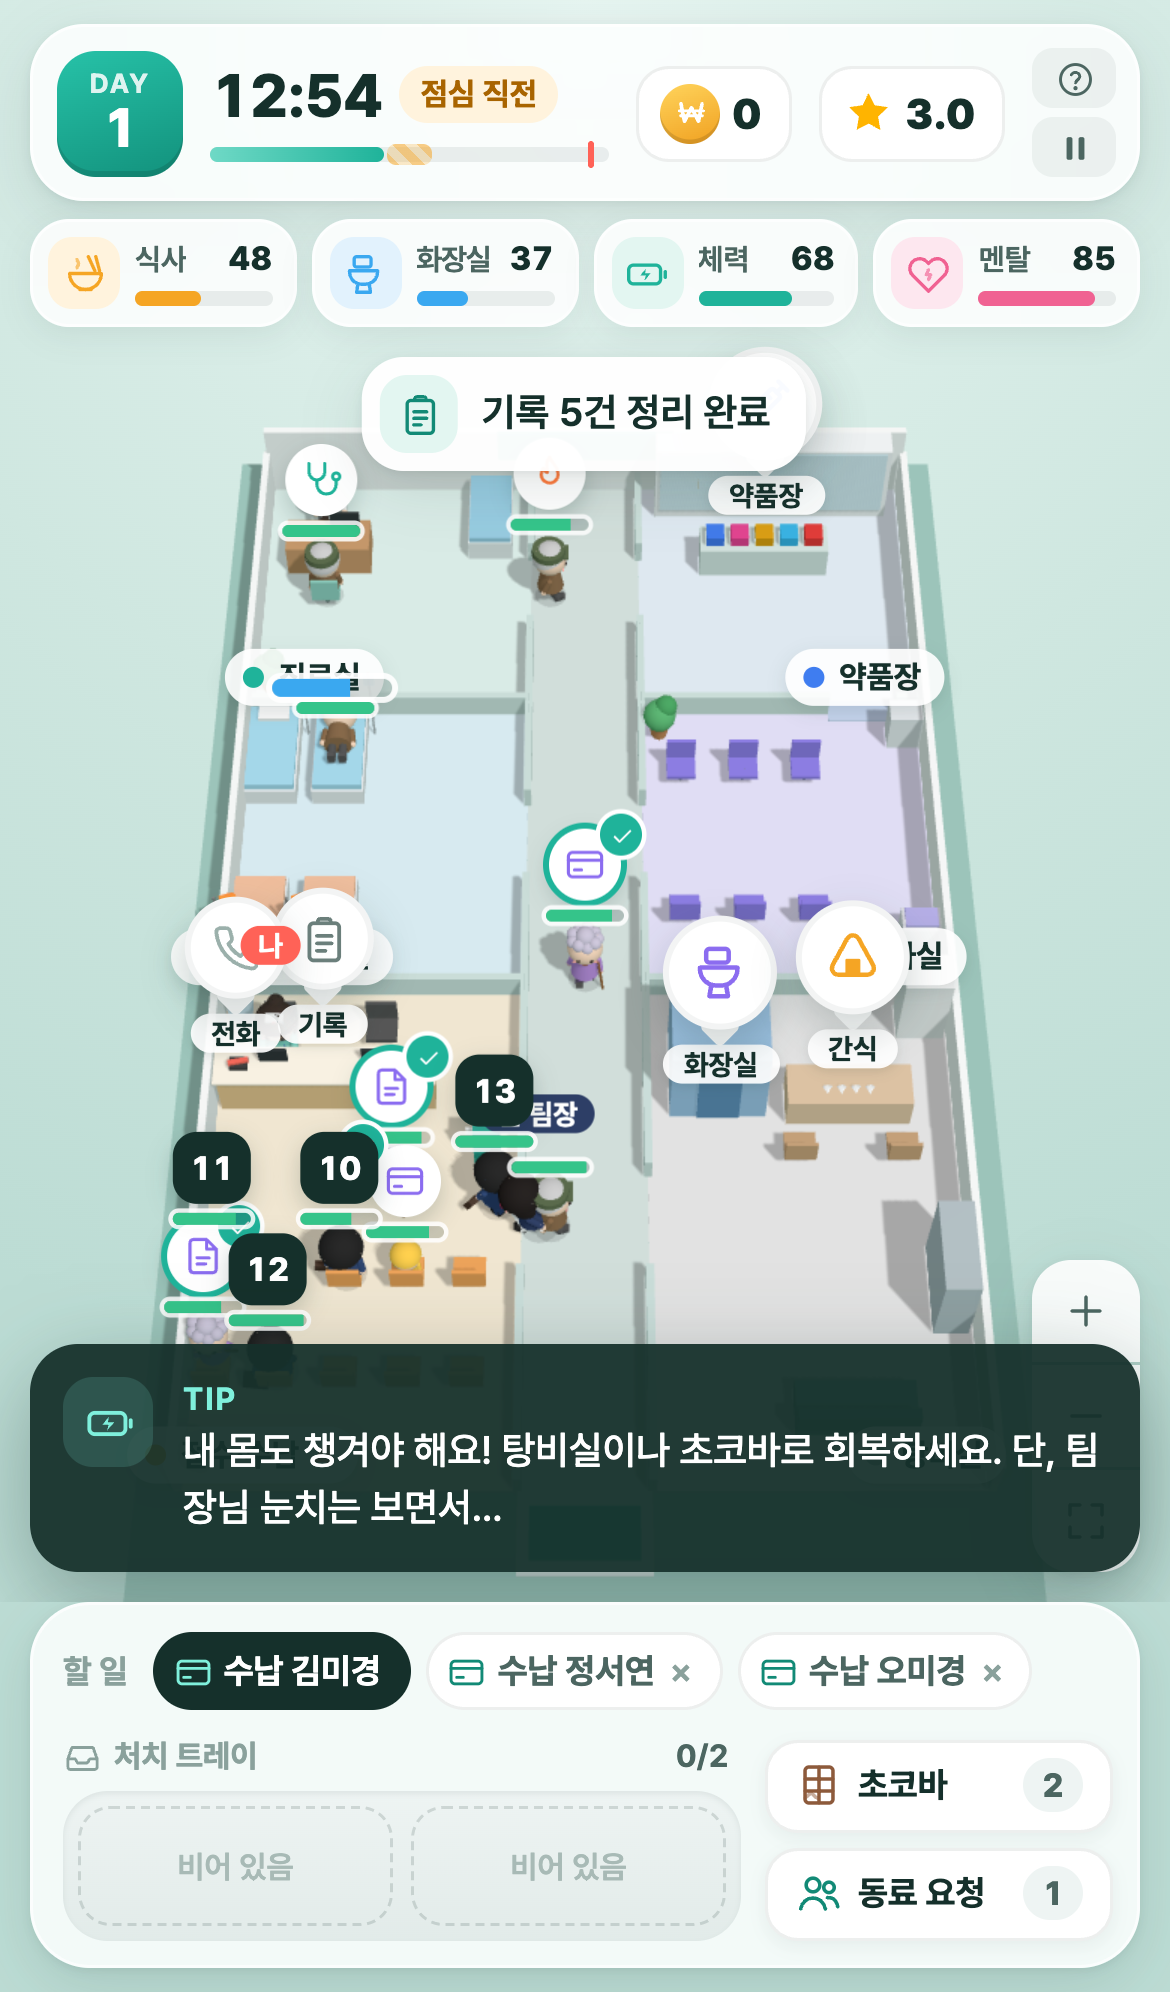 DAY
1
12:54
점심 직전
0
3.0
식사 48
화장실 37
체력 68
멘탈 85
기록 5건 정리 완료
약품장
진료실
약품장
나
전화
기록
화장실
간식
팀장
13
11
10
12
TIP
내 몸도 챙겨야 해요! 탕비실이나 초코바로 회복하세요. 단, 팀
장님 눈치는 보면서...
할 일
수납 김미경
수납 정서연 ×
수납 오미경 ×
처치 트레이 0/2
비어 있음
비어 있음
초코바 2
동료 요청 1